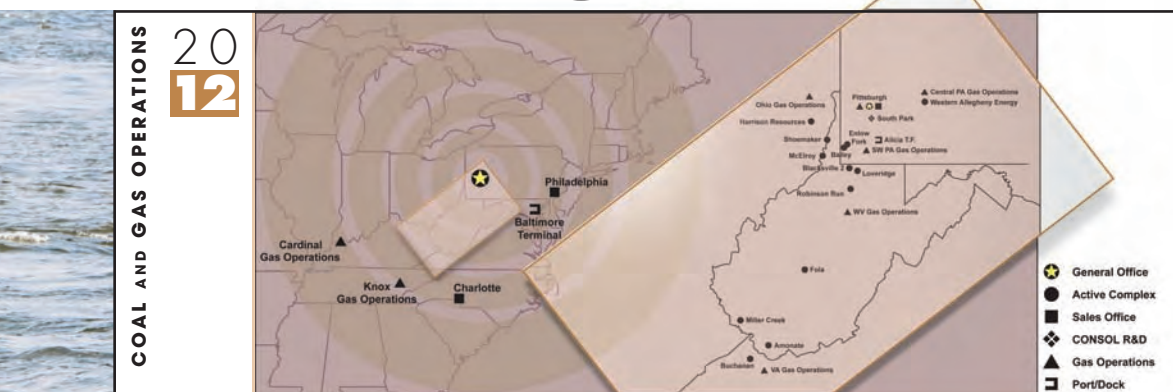 COAL AND GAS OPERATIONS
20
12
Philadelphia
Baltimore
Terminal
Cardinal
Gas Operations
Knox
Gas Operations
Charlotte
Ohio Gas Operations
Harrison Resources
Shoemaker
McElroy
Pittsburgh
South Park
Central PA Gas Operations
Western Allegheny Energy
Enlow
Fork
Bailey
Alicia T.F.
SW PA Gas Operations
Blacksville 2
Loveridge
Robinson Run
WV Gas Operations
Fola
Miller Creek
Amonate
Buchanan
VA Gas Operations
General Office
Active Complex
Sales Office
CONSOL R&D
Gas Operations
Port/Dock